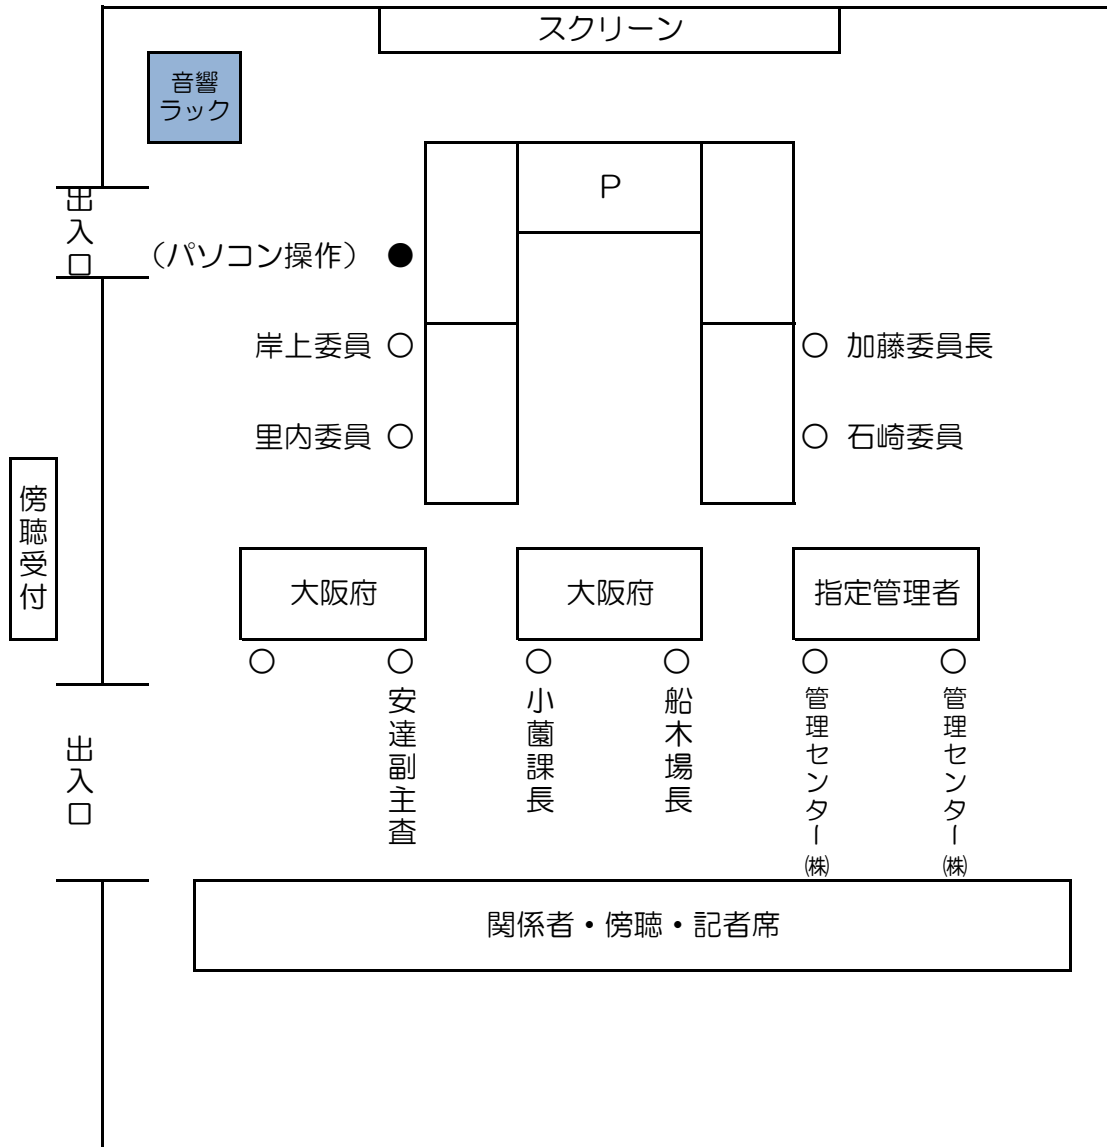 スクリーン
音響
ラック
P
出入口
（パソコン操作） ●
岸上委員 ○
○ 加藤委員長
里内委員 ○
○ 石崎委員
傍聴受付
大阪府
大阪府
指定管理者
○
○
○
○
○
○
安達副主査
小薗課長
船木場長
管理センター㈱
管理センター㈱
出入口
関係者・傍聴・記者席